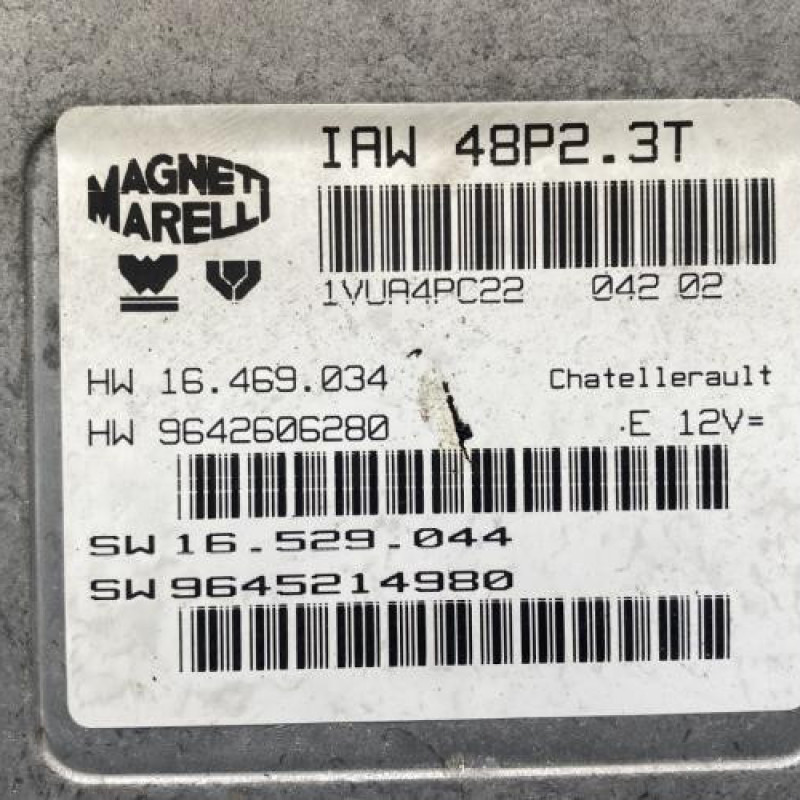 IAW 48P2.3T
MAGNETI
MARELLI
1VUA4PC22 042 02
HW 16.469.034 Chatellerault
HW 9642606280 .E 12V=
SW 16.529.044
SW 9645214980